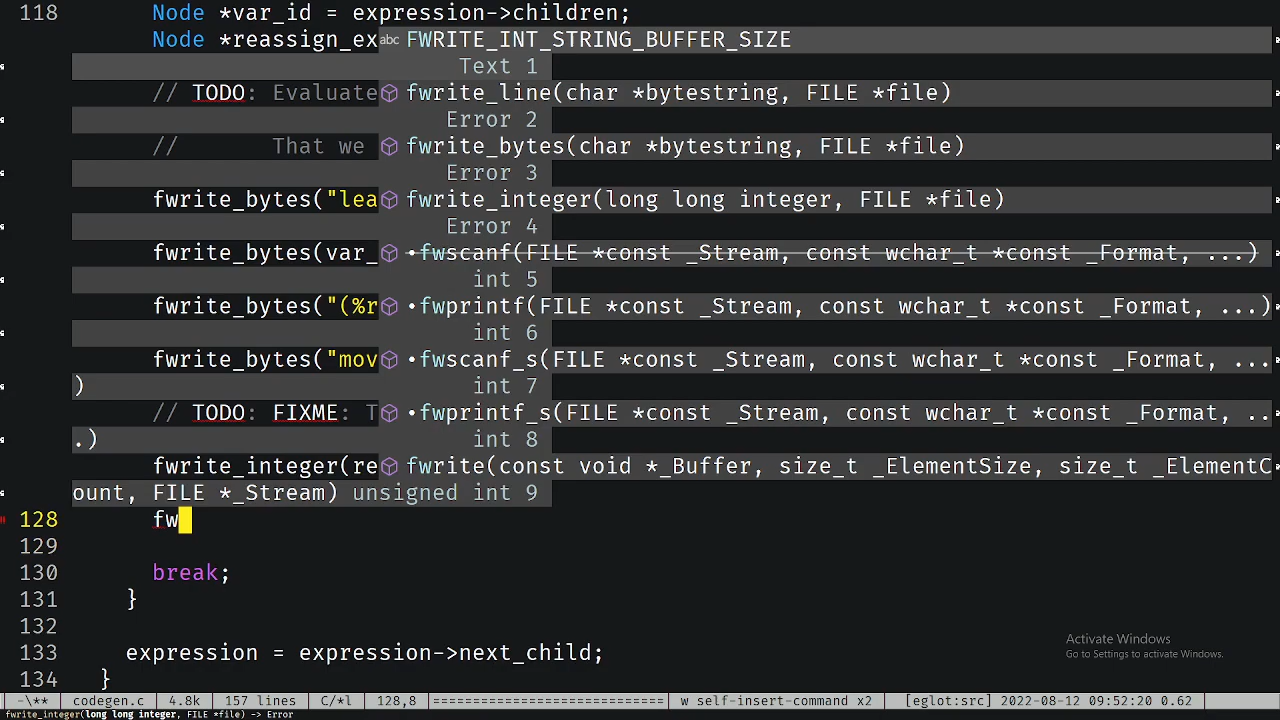 118 Node *var_id = expression->children;
Node *reassign_ex abc FWRITE_INT_STRING_BUFFER_SIZE
Text 1
// TODO: Evaluate fwrite_line(char *bytestring, FILE *file)
Error 2
// That we fwrite_bytes(char *bytestring, FILE *file)
Error 3
fwrite_bytes("lea fwrite_integer(long long integer, FILE *file)
Error 4
fwrite_bytes(var_ •fwscanf(FILE *const _Stream, const wchar_t *const _Format, ...)
int 5
fwrite_bytes("(%r •fwprintf(FILE *const _Stream, const wchar_t *const _Format, ...)
int 6
fwrite_bytes("mov •fwscanf_s(FILE *const _Stream, const wchar_t *const _Format, ...
) int 7
// TODO: FIXME: T •fwprintf_s(FILE *const _Stream, const wchar_t *const _Format, ..
.) int 8
fwrite_integer(re fwrite(const void *_Buffer, size_t _ElementSize, size_t _ElementC
ount, FILE *_Stream) unsigned int 9
128 fw
129
130 break;
131 }
132
133 expression = expression->next_child;
134 }
Activate Windows
Go to Settings to activate Windows.
-\** codegen.c 4.8k 157 lines C/*l 128,8 ========================== w self-insert-command x2 [eglot:src] 2022-08-12 09:52:20 0.62
fwrite_integer(long long integer, FILE *file) -> Error